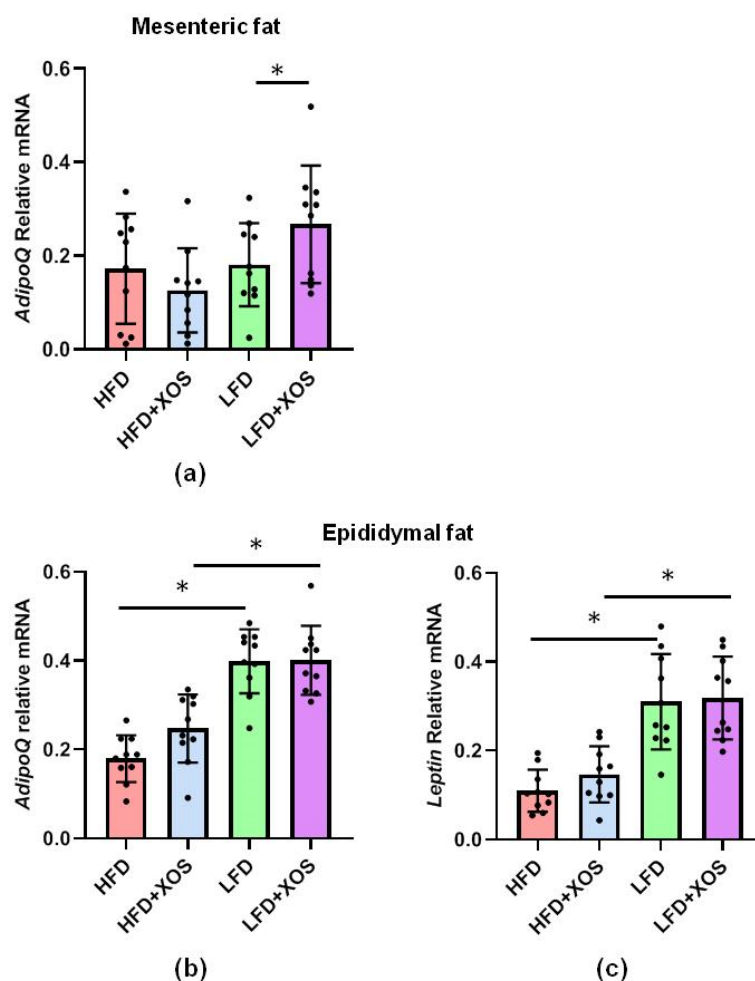 Mesenteric fat
AdipoQ Relative mRNA
0.6
0.4
0.2
0.0
*
HFD
HFD+XOS
LFD
LFD+XOS
(a)
Epididymal fat
AdipoQ relative mRNA
0.6
0.4
0.2
0.0
*
*
HFD
HFD+XOS
LFD
LFD+XOS
(b)
Leptin Relative mRNA
0.6
0.4
0.2
0.0
*
*
HFD
HFD+XOS
LFD
LFD+XOS
(c)